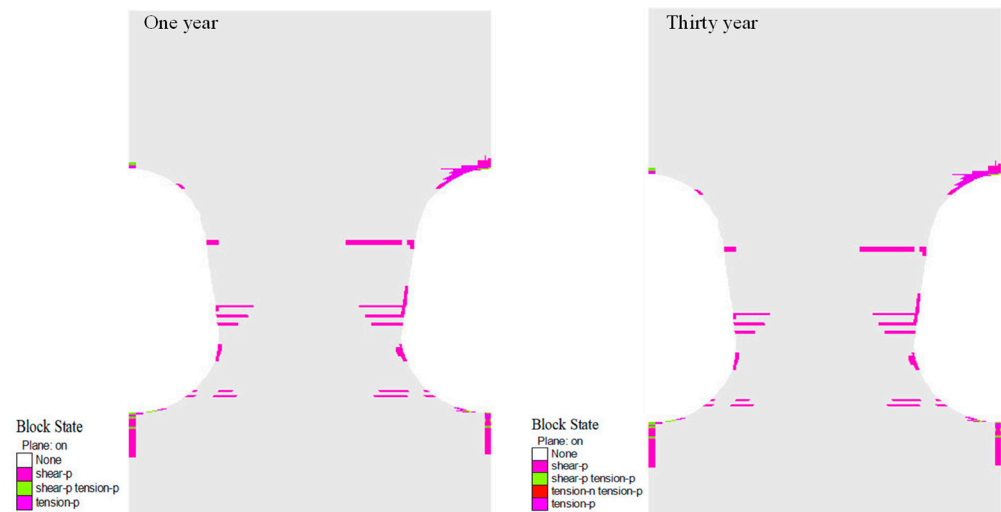 One year
Thirty year
Block State
Plane: on
None
shear-p
shear-p tension-p
tension-p
Block State
Plane: on
None
shear-p
shear-p tension-p
tension-n tension-p
tension-p